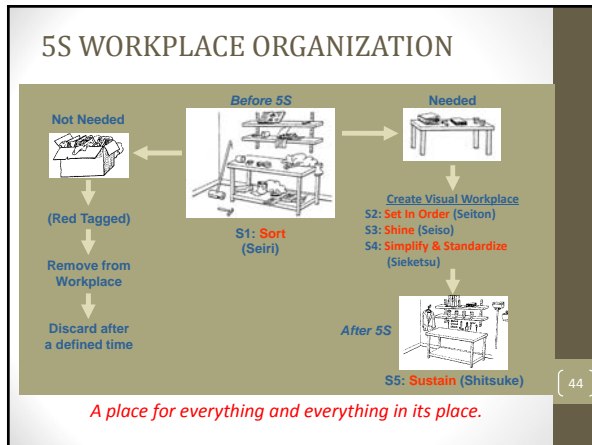 5S WORKPLACE ORGANIZATION
Before 5S
Not Needed
Needed
(Red Tagged)
Remove from
Workplace
Discard after
a defined time
S1: Sort
(Seiri)
Create Visual Workplace
S2: Set In Order (Seiton)
S3: Shine (Seiso)
S4: Simplify & Standardize
(Sieketsu)
After 5S
S5: Sustain (Shitsuke)
44
A place for everything and everything in its place.